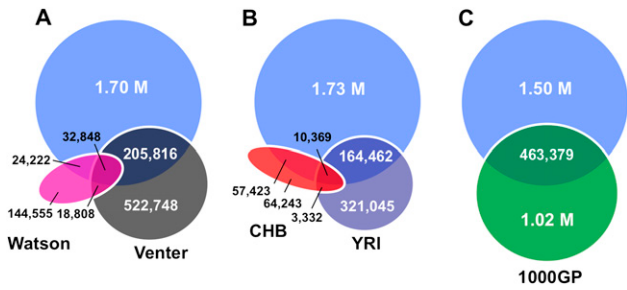 A
1.70 M
32,848
24,222
205,816
144,555
18,808
522,748
Watson
Venter
B
1.73 M
10,369
164,462
57,423
64,243
3,332
321,045
CHB
YRI
C
1.50 M
463,379
1.02 M
1000GP